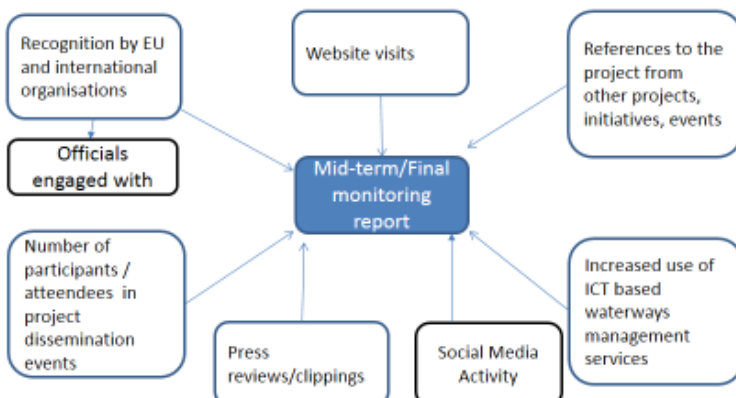 Recognition by EU
and international
organisations
Website visits
References to the
project from
other projects,
initiatives, events
Officials
engaged with
Mid-term/Final
monitoring
report
Number of
participants /
atteendees in
project
dissemination
events
Press
reviews/clippings
Social Media
Activity
Increased use of
ICT based
waterways
management
services